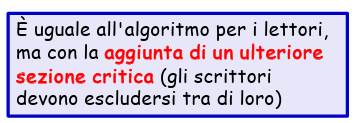 È uguale all'algoritmo per i lettori,
ma con la aggiunta di un ulteriore
sezione critica (gli scrittori
devono escludersi tra di loro)